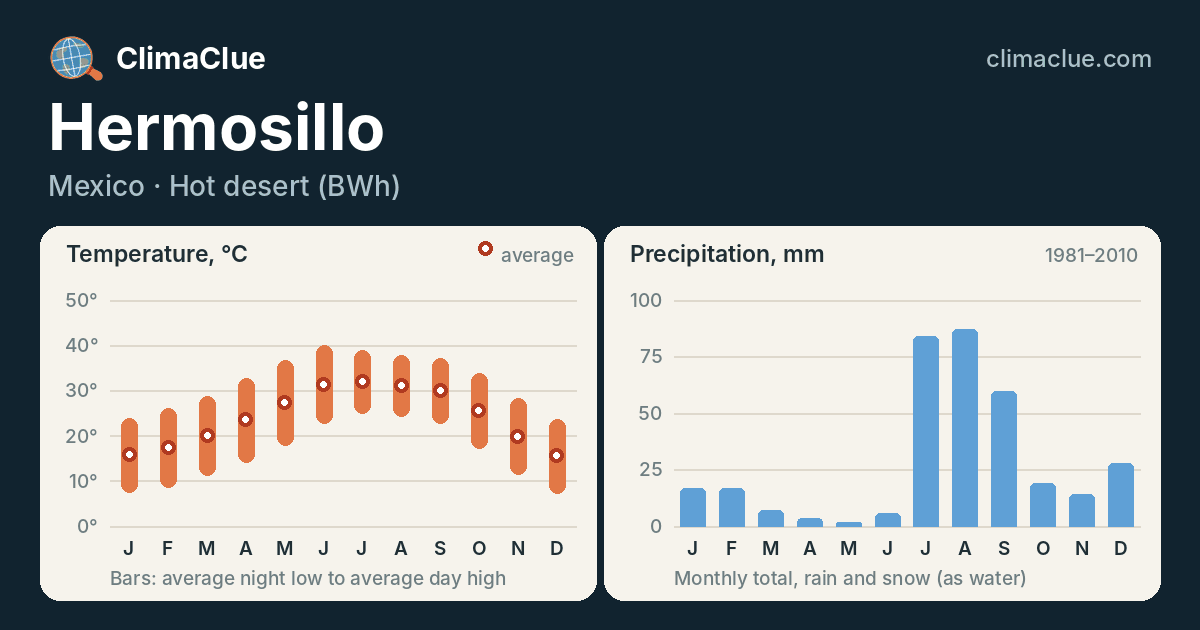 ClimaClue
climaclue.com
Hermosillo
Mexico · Hot desert (BWh)
Temperature, °C
average
50°
40°
30°
20°
10°
0°
J F M A M J J A S O N D
Bars: average night low to average day high
Precipitation, mm
1981–2010
100
75
50
25
0
J F M A M J J A S O N D
Monthly total, rain and snow (as water)